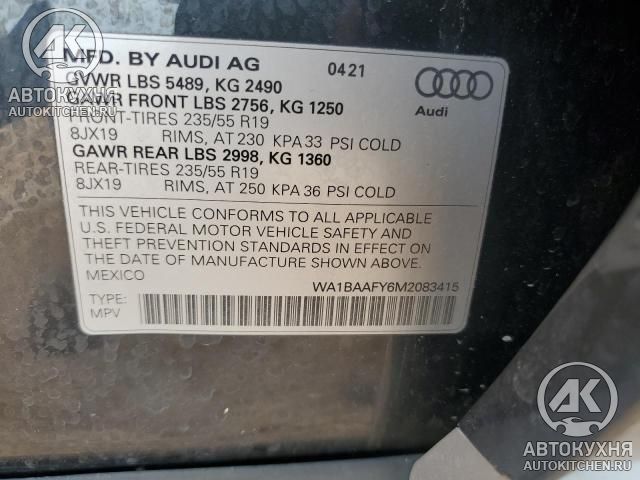 АВТОКУХНЯ
AUTOKITCHEN.RU
MFD. BY AUDI AG
0421
GVWR LBS 5489, KG 2490
GAWR FRONT LBS 2756, KG 1250
FRONT-TIRES 235/55 R19
8JX19 RIMS, AT 230 KPA 33 PSI COLD
GAWR REAR LBS 2998, KG 1360
REAR-TIRES 235/55 R19
8JX19 RIMS, AT 250 KPA 36 PSI COLD
Audi
THIS VEHICLE CONFORMS TO ALL APPLICABLE
U.S. FEDERAL MOTOR VEHICLE SAFETY AND
THEFT PREVENTION STANDARDS IN EFFECT ON
THE DATE OF MANUFACTURE SHOWN ABOVE.
MEXICO
WA1BAAFY6M2083415
TYPE:
MPV
АК
АВТОКУХНЯ
AUTOKITCHEN.RU